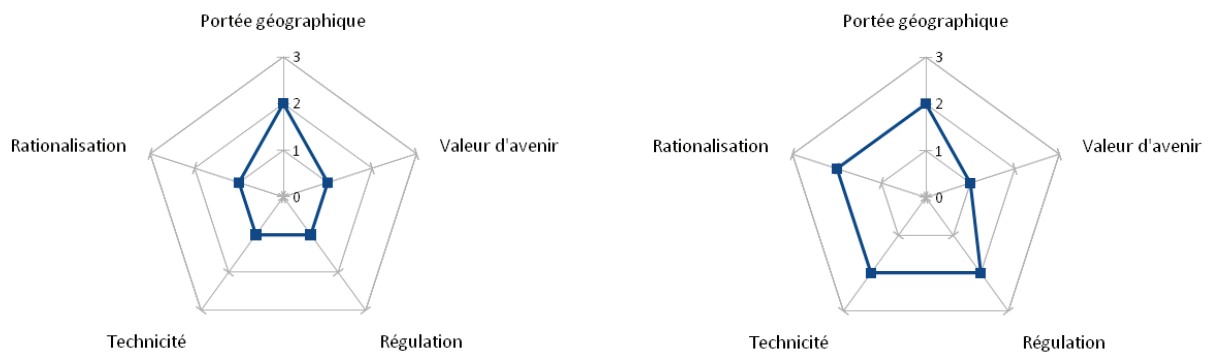 Portée géographique
3
2
1
0
Rationalisation
Valeur d'avenir
Technicité
Régulation
Portée géographique
3
2
1
0
Rationalisation
Valeur d'avenir
Technicité
Régulation